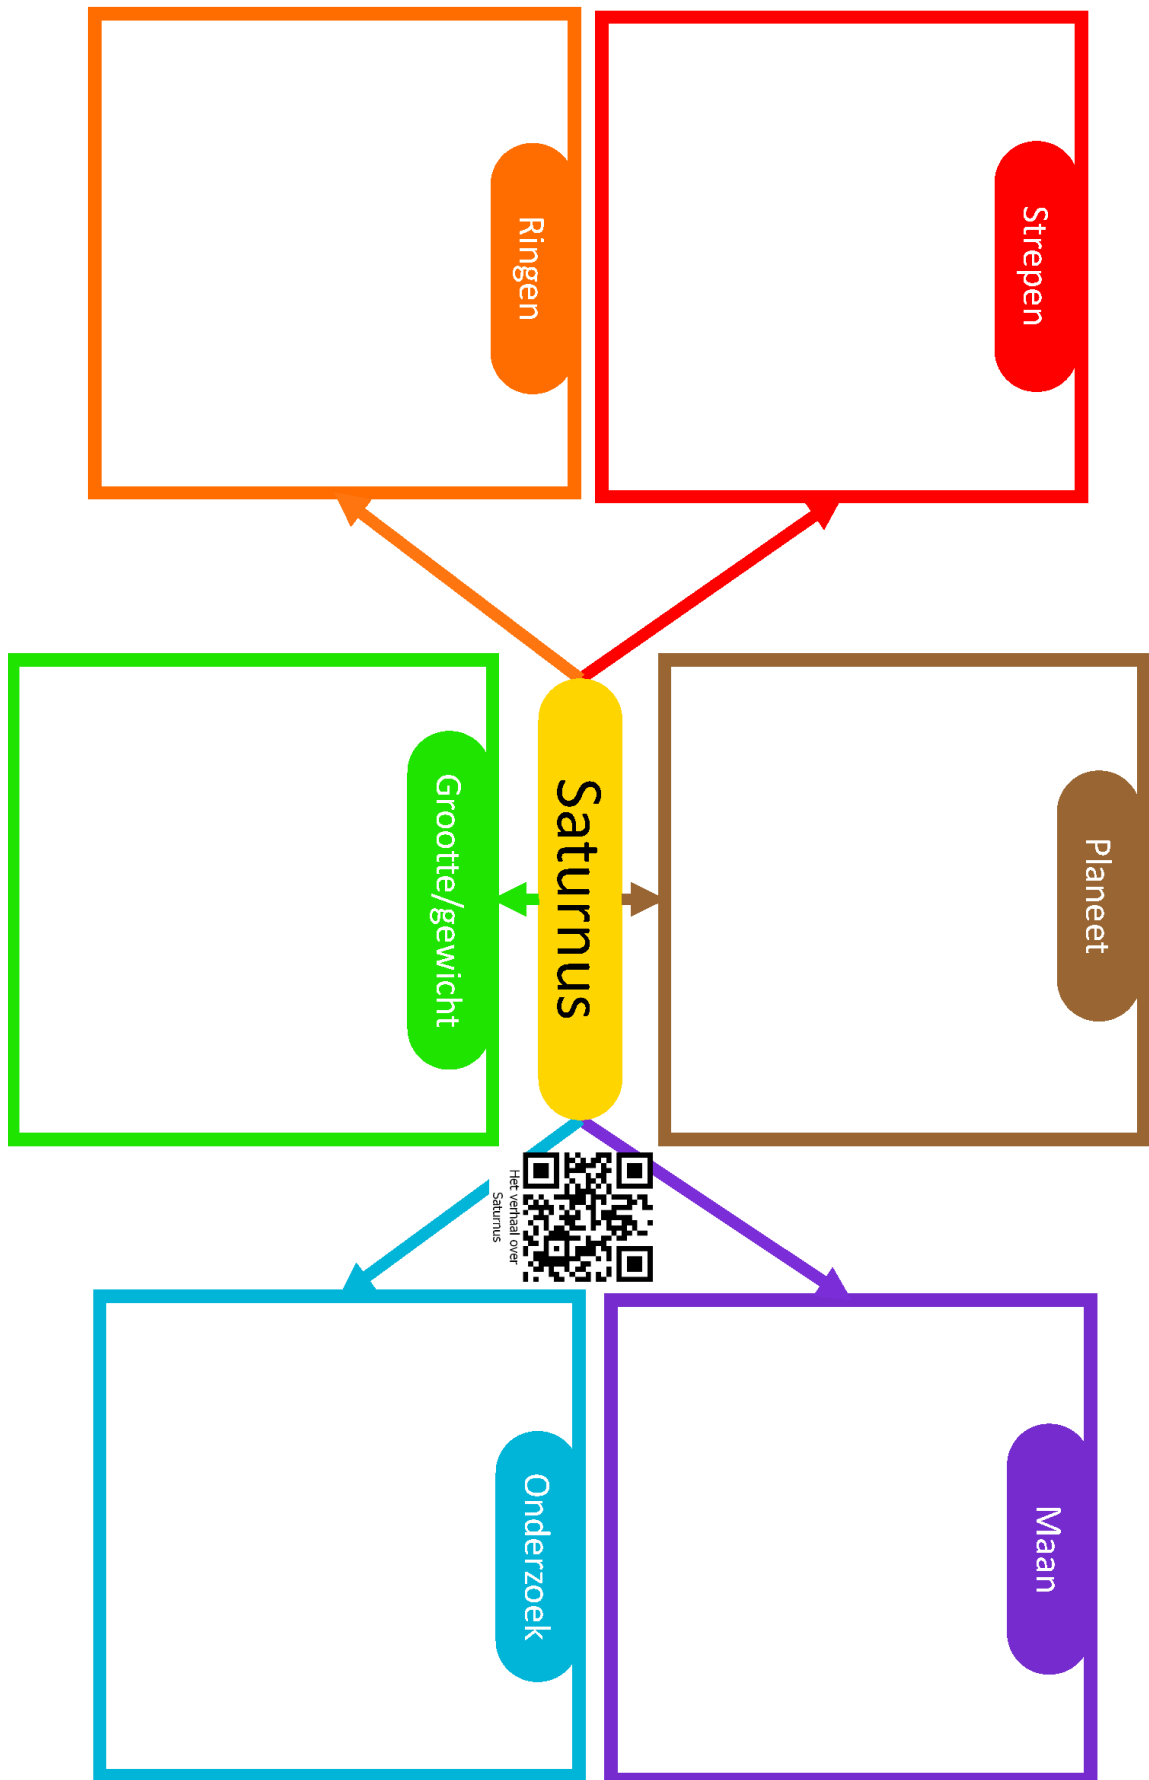 Strepen
Planeet
Maan
Saturnus
Het verhaal over
Saturnus
Ringen
Grootte/gewicht
Onderzoek